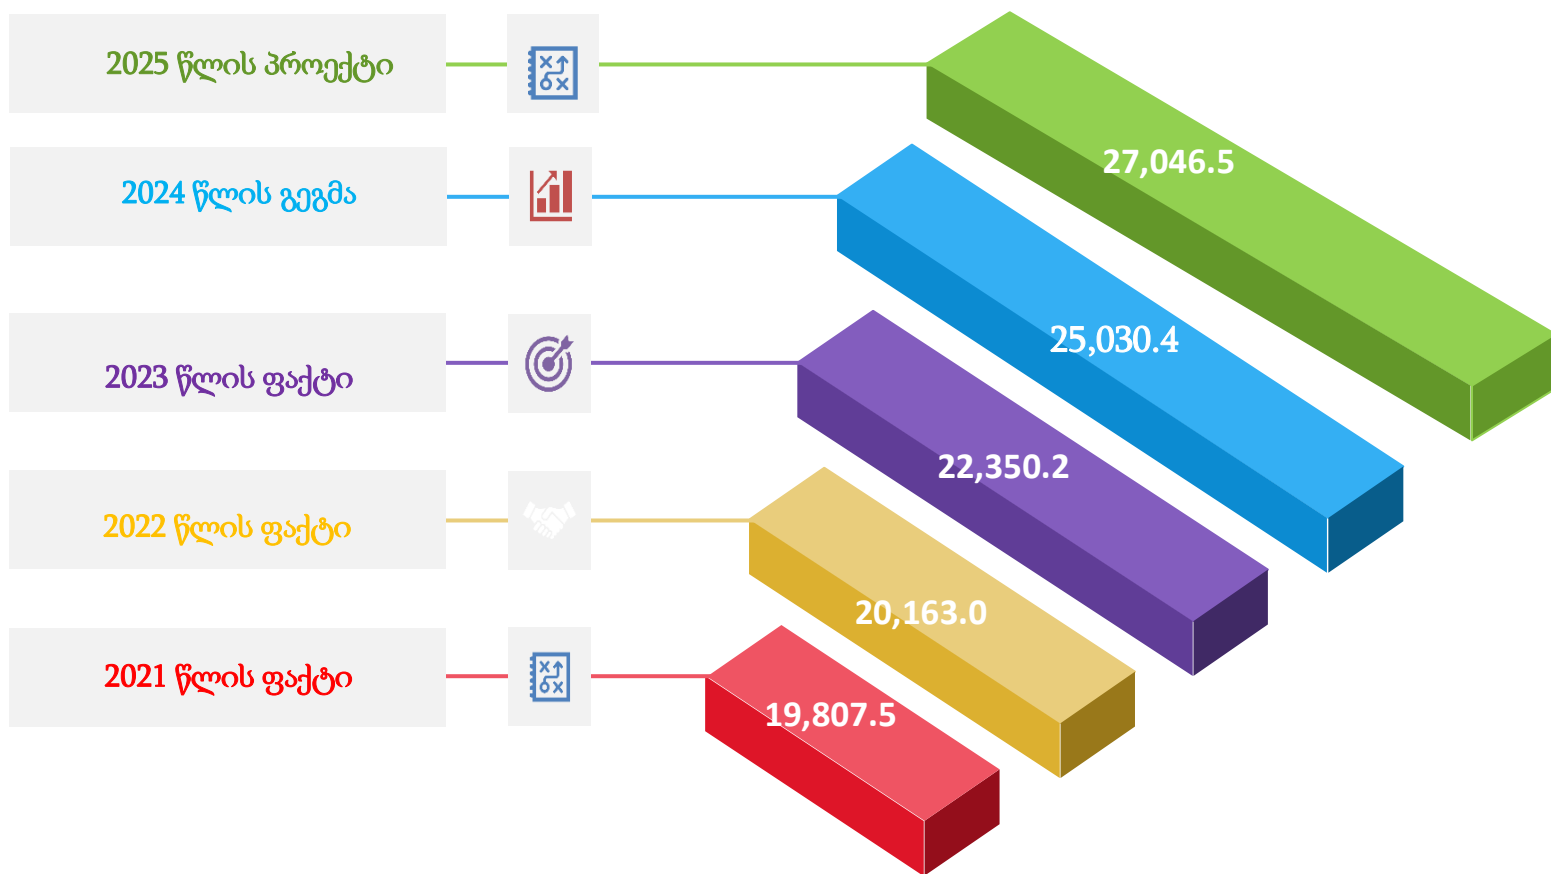 2025 წლის პროექტი
27,046.5
2024 წლის გეგმა
25,030.4
2023 წლის ფაქტი
22,350.2
2022 წლის ფაქტი
20,163.0
2021 წლის ფაქტი
19,807.5